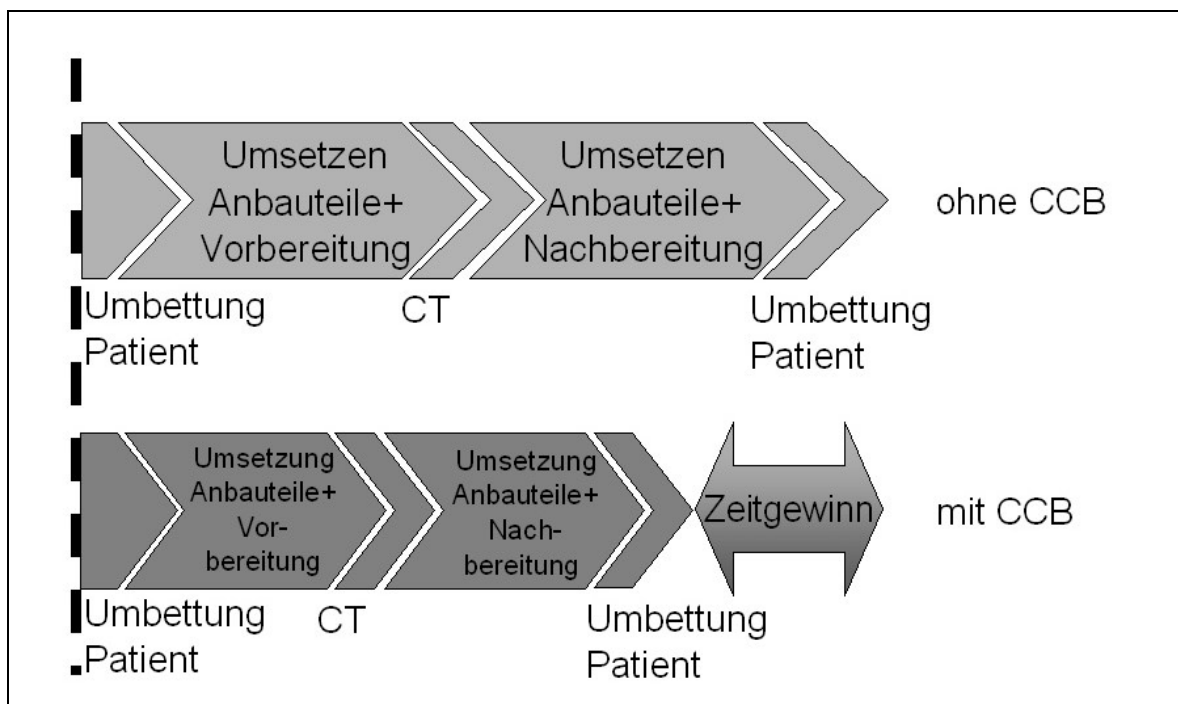 Umsetzen
Anbauteile+
Vorbereitung
Umsetzen
Anbauteile+
Nachbereitung
ohne CCB
Umbettung
Patient
CT
Umbettung
Patient
Umsetzung
Anbauteile+
Vor-
bereitung
Umsetzung
Anbauteile+
Nach-
bereitung
Zeitgewinn
mit CCB
Umbettung
Patient
CT
Umbettung
Patient